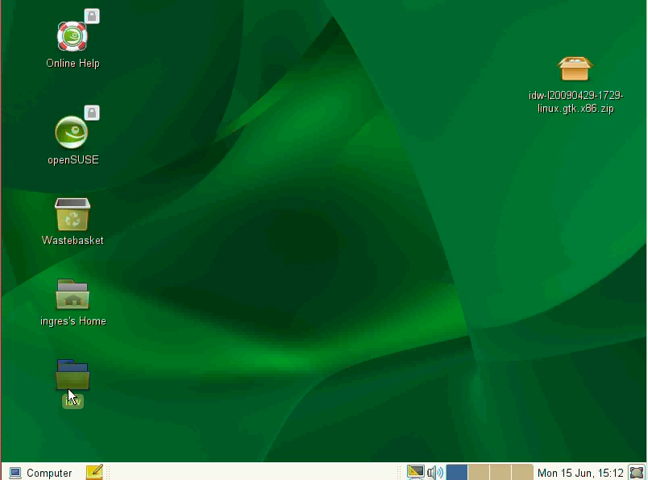 Online Help
openSUSE
Wastebasket
ingres's Home
idw-I20090429-1729-
linux.gtk.x86.zip
Computer
Mon 15 Jun, 15:12